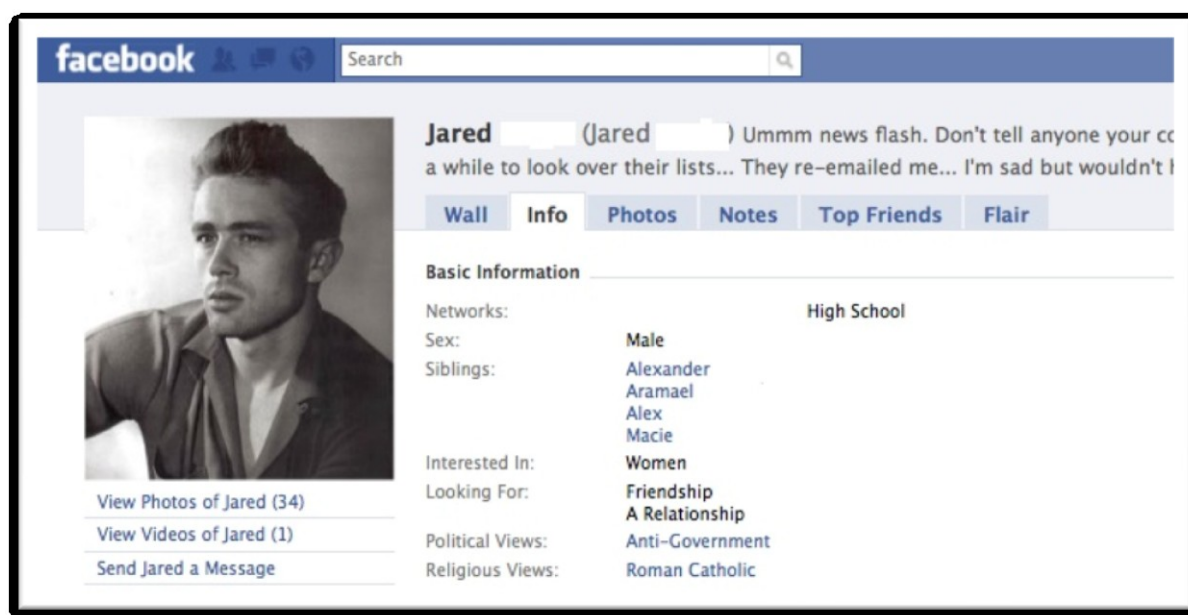 facebook
Search
Jared (Jared ) Ummm news flash. Don't tell anyone your co
a while to look over their lists... They re-emailed me... I'm sad but wouldn't h
Wall Info Photos Notes Top Friends Flair
Basic Information
Networks: High School
Sex: Male
Siblings: Alexander
Aramael
Alex
Macie
Interested In: Women
Looking For: Friendship
A Relationship
Political Views: Anti-Government
Religious Views: Roman Catholic
View Photos of Jared (34)
View Videos of Jared (1)
Send Jared a Message